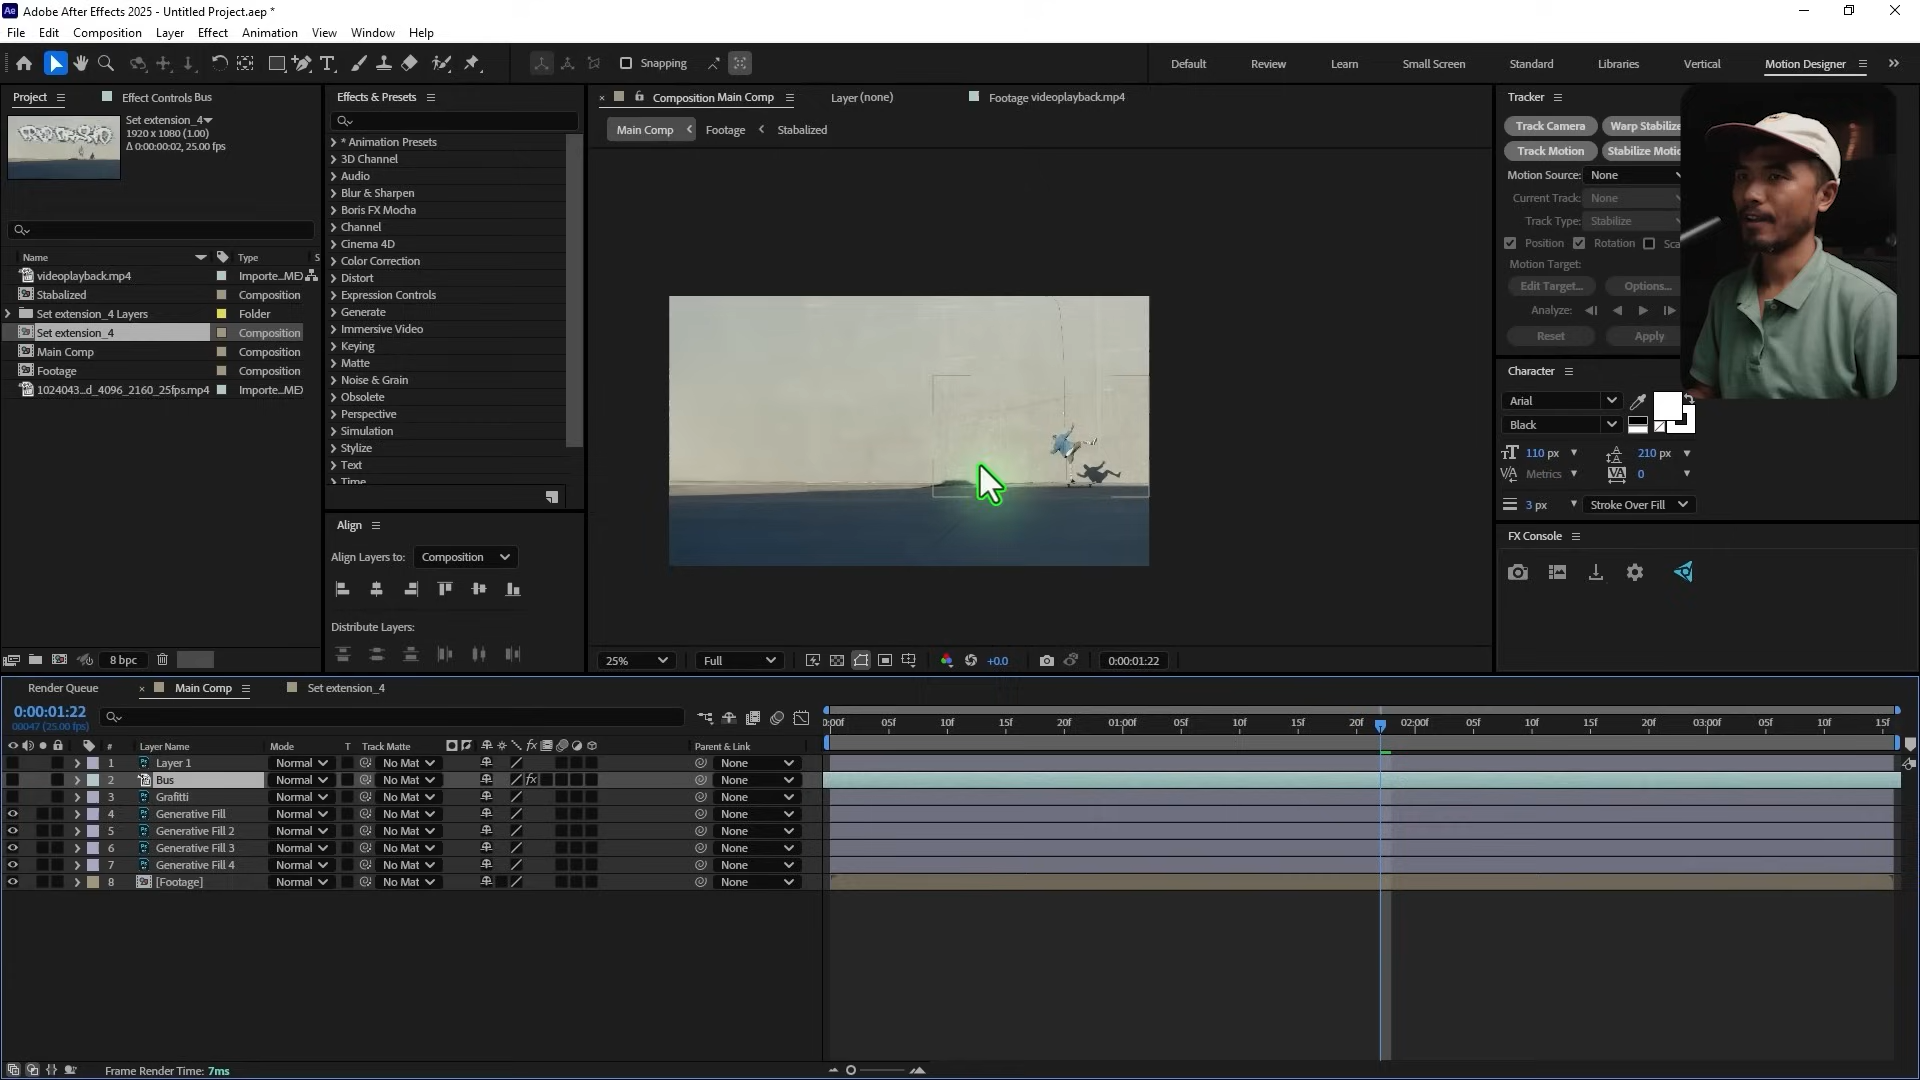 Ae Adobe After Effects 2025 - Untitled Project.aep *
File Edit Composition Layer Effect Animation View Window Help
Snapping
Default Review Learn Small Screen Standard Libraries Vertical Motion Designer
Project Effect Controls Bus
Set extension_4
1920 x 1080 (1.00)
Δ 0:00:00:02, 25.00 fps
Name Type S
videoplayback.mp4 Importe...ME
Stabalized Composition
Set extension_4 Layers Folder
Set extension_4 Composition
Main Comp Composition
Footage Composition
1024043...d_4096_2160_25fps.mp4 Importe...ME
8 bpc
Effects & Presets
* Animation Presets
3D Channel
Audio
Blur & Sharpen
Boris FX Mocha
Channel
Cinema 4D
Color Correction
Distort
Expression Controls
Generate
Immersive Video
Keying
Matte
Noise & Grain
Obsolete
Perspective
Simulation
Stylize
Text
Time
Align
Align Layers to: Composition
Distribute Layers:
Composition Main Comp Layer (none) Footage videoplayback.mp4
Main Comp Footage Stabalized
25% Full +0.0 0:00:01:22
Tracker
Track Camera Warp Stabilize
Track Motion Stabilize Motio
Motion Source: None
Current Track: None
Track Type: Stabilize
Position Rotation Sca
Motion Target:
Edit Target... Options...
Analyze:
Reset Apply
Character
Arial
Black
110 px 210 px
Metrics 0
3 px Stroke Over Fill
FX Console
Render Queue Main Comp Set extension_4
0:00:01:22
00047 (25.00 fps)
0:00f 05f 10f 15f 20f 01:00f 05f 10f 15f 20f 02:00f 05f 10f 15f 20f 03:00f 05f 10f 15f
# Layer Name Mode T Track Matte fx Parent & Link
1 Layer 1 Normal No Mat None
2 Bus Normal No Mat fx None
3 Grafitti Normal No Mat None
4 Generative Fill Normal No Mat None
5 Generative Fill 2 Normal No Mat None
6 Generative Fill 3 Normal No Mat None
7 Generative Fill 4 Normal No Mat None
8 [Footage] Normal No Mat None
Frame Render Time: 7ms